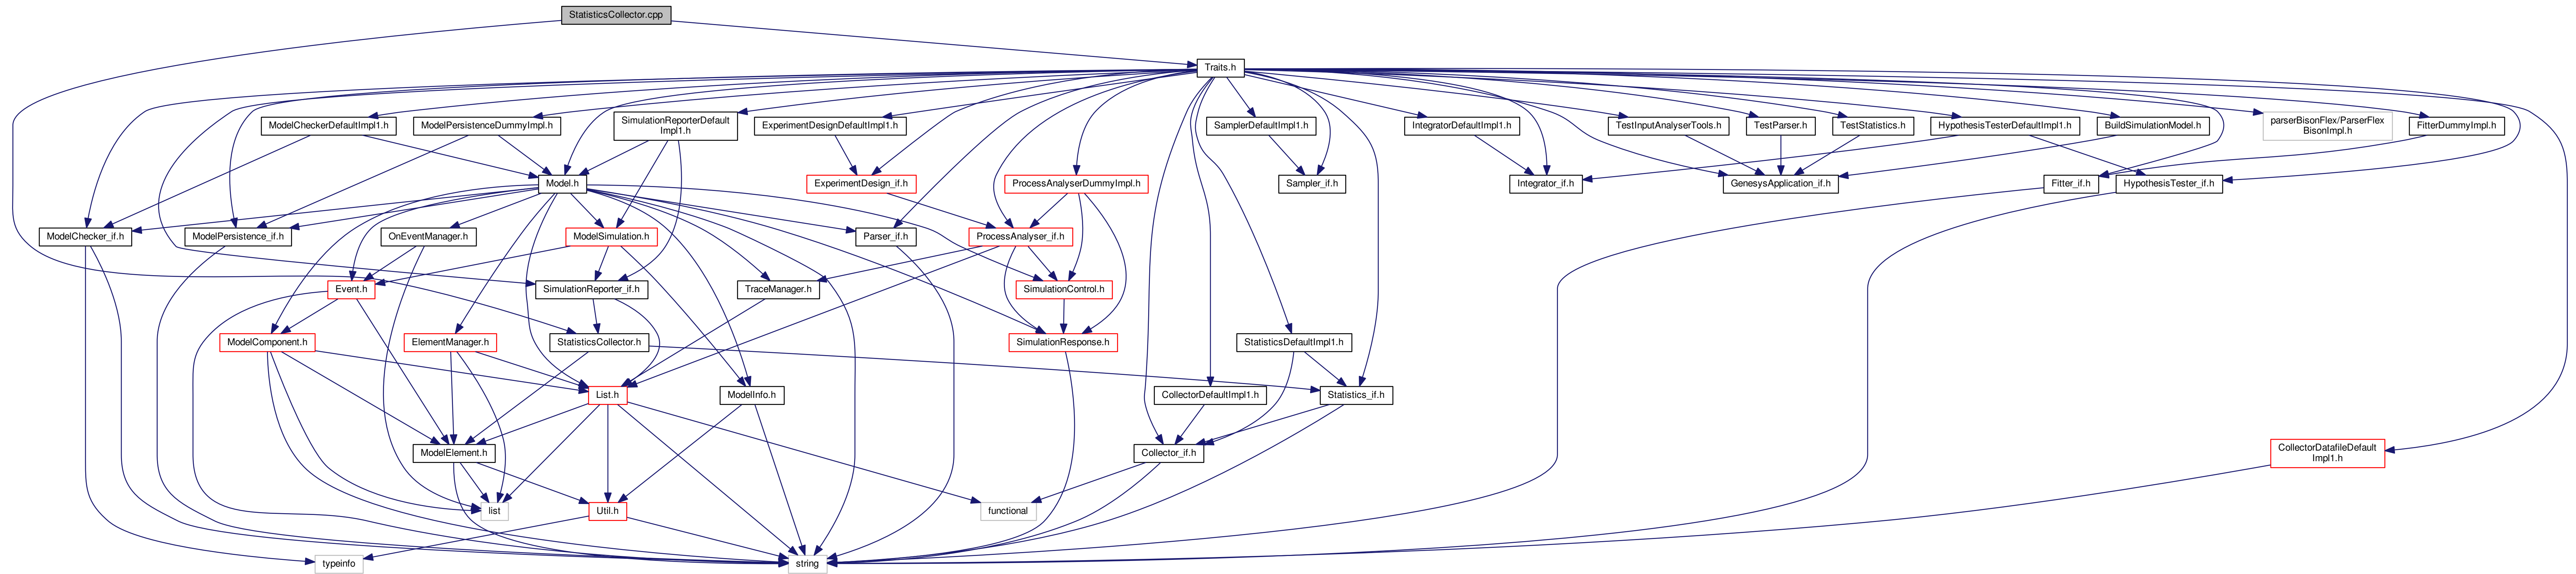 StatisticsCollector.cpp
Traits.h
ModelCheckerDefaultImpl1.h
ModelPersistenceDummyImpl.h
SimulationReporterDefault
Impl1.h
ExperimentDesignDefaultImpl1.h
SamplerDefaultImpl1.h
IntegratorDefaultImpl1.h
TestInputAnalyserTools.h
TestParser.h
TestStatistics.h
HypothesisTesterDefaultImpl1.h
BuildSimulationModel.h
parserBisonFlex/ParserFlex
BisonImpl.h
FitterDummyImpl.h
Model.h
ExperimentDesign_if.h
ProcessAnalyserDummyImpl.h
Sampler_if.h
Integrator_if.h
GenesysApplication_if.h
Fitter_if.h
HypothesisTester_if.h
ModelChecker_if.h
ModelPersistence_if.h
OnEventManager.h
ModelSimulation.h
Parser_if.h
ProcessAnalyser_if.h
Event.h
SimulationReporter_if.h
TraceManager.h
SimulationControl.h
ModelComponent.h
ElementManager.h
StatisticsCollector.h
SimulationResponse.h
StatisticsDefaultImpl1.h
List.h
ModelInfo.h
CollectorDefaultImpl1.h
Statistics_if.h
ModelElement.h
Collector_if.h
CollectorDatafileDefault
Impl1.h
list
Util.h
functional
typeinfo
string